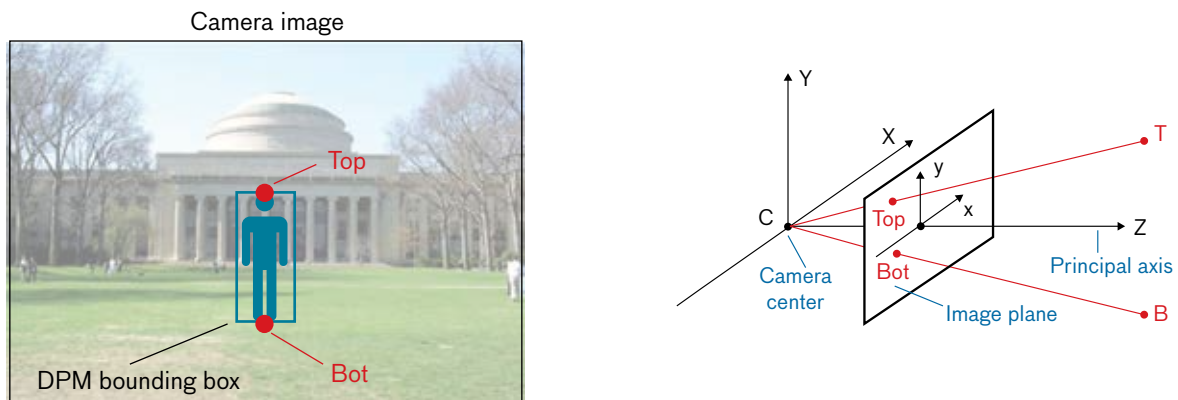 Camera image
Top
Bot
DPM bounding box
Y
X
T
y
x
C
Top
Z
Bot
Camera
center
Principal axis
Image plane
B